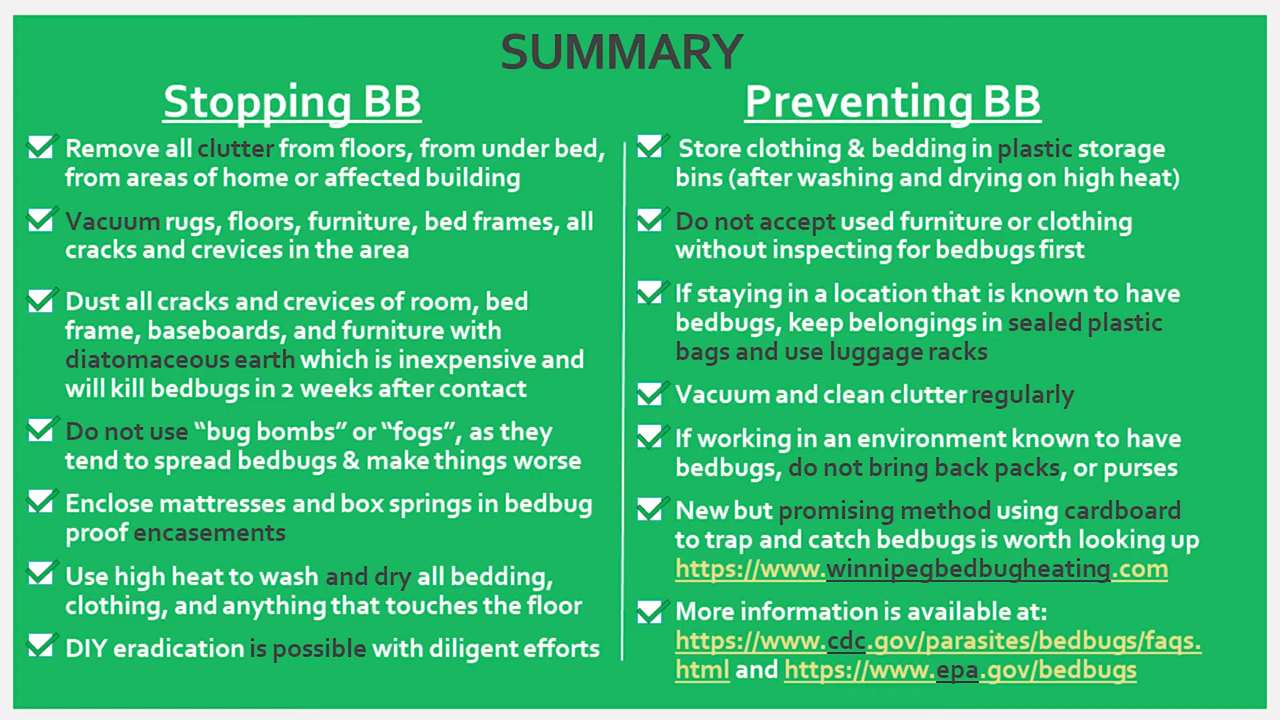 SUMMARY
Stopping BB
Remove all clutter from floors, from under bed,
from areas of home or affected building
Vacuum rugs, floors, furniture, bed frames, all
cracks and crevices in the area
Dust all cracks and crevices of room, bed
frame, baseboards, and furniture with
diatomaceous earth which is inexpensive and
will kill bedbugs in 2 weeks after contact
Do not use “bug bombs” or “fogs”, as they
tend to spread bedbugs & make things worse
Enclose mattresses and box springs in bedbug
proof encasements
Use high heat to wash and dry all bedding,
clothing, and anything that touches the floor
DIY eradication is possible with diligent efforts
Preventing BB
Store clothing & bedding in plastic storage
bins (after washing and drying on high heat)
Do not accept used furniture or clothing
without inspecting for bedbugs first
If staying in a location that is known to have
bedbugs, keep belongings in sealed plastic
bags and use luggage racks
Vacuum and clean clutter regularly
If working in an environment known to have
bedbugs, do not bring back packs, or purses
New but promising method using cardboard
to trap and catch bedbugs is worth looking up
https://www.winnipegbedbugheating.com
More information is available at:
https://www.cdc.gov/parasites/bedbugs/faqs.
html and https://www.epa.gov/bedbugs